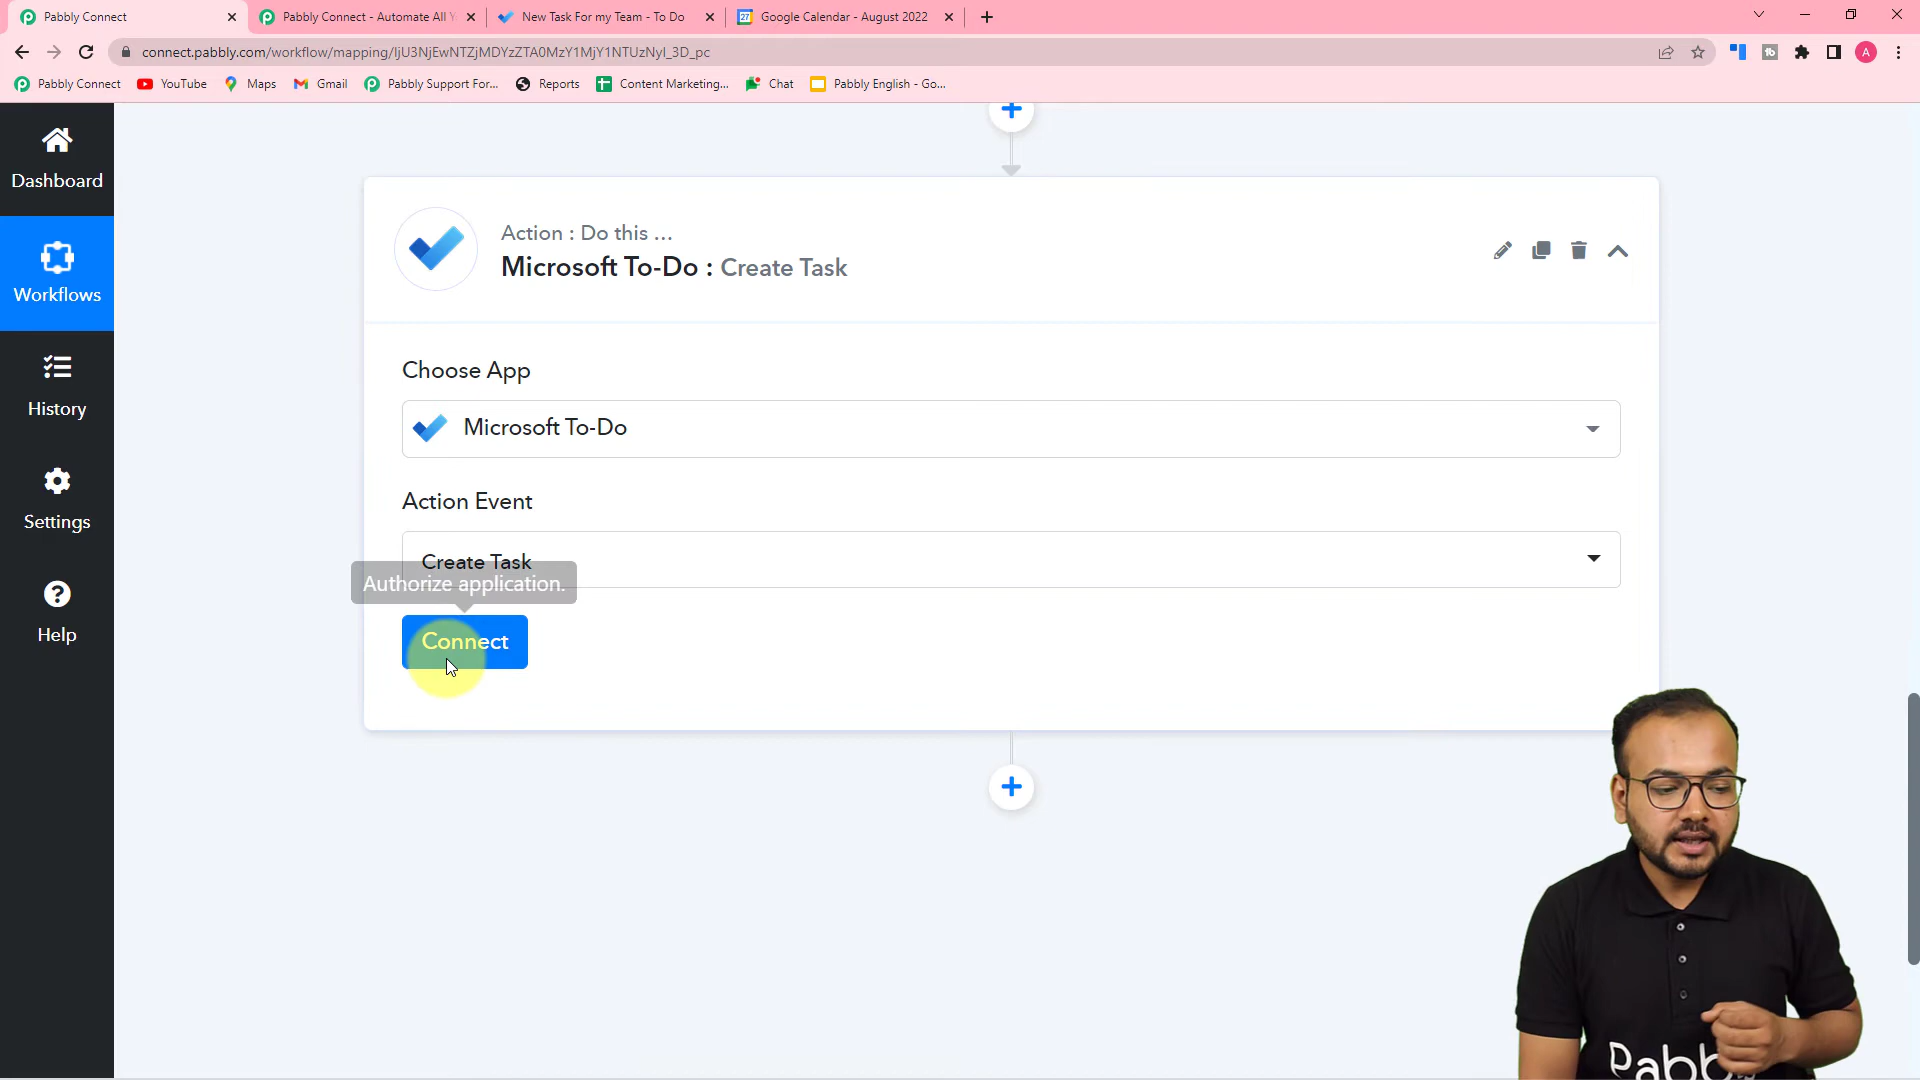 Pabbly Connect
Pabbly Connect - Automate All Y
New Task For my Team - To Do
27
Google Calendar - August 2022
connect.pabbly.com/workflow/mapping/IjU3NjEwNTZjMDYzZTA0MzY1MjY1NTUzNyI_3D_pc
A
Pabbly Connect
YouTube
Maps
Gmail
Pabbly Support For...
Reports
Content Marketing...
Chat
Pabbly English - Go...
Dashboard
Workflows
History
Settings
Help
Action : Do this ...
Microsoft To-Do : Create Task
Choose App
Microsoft To-Do
Action Event
Create Task
Authorize application.
Connect
Pabb